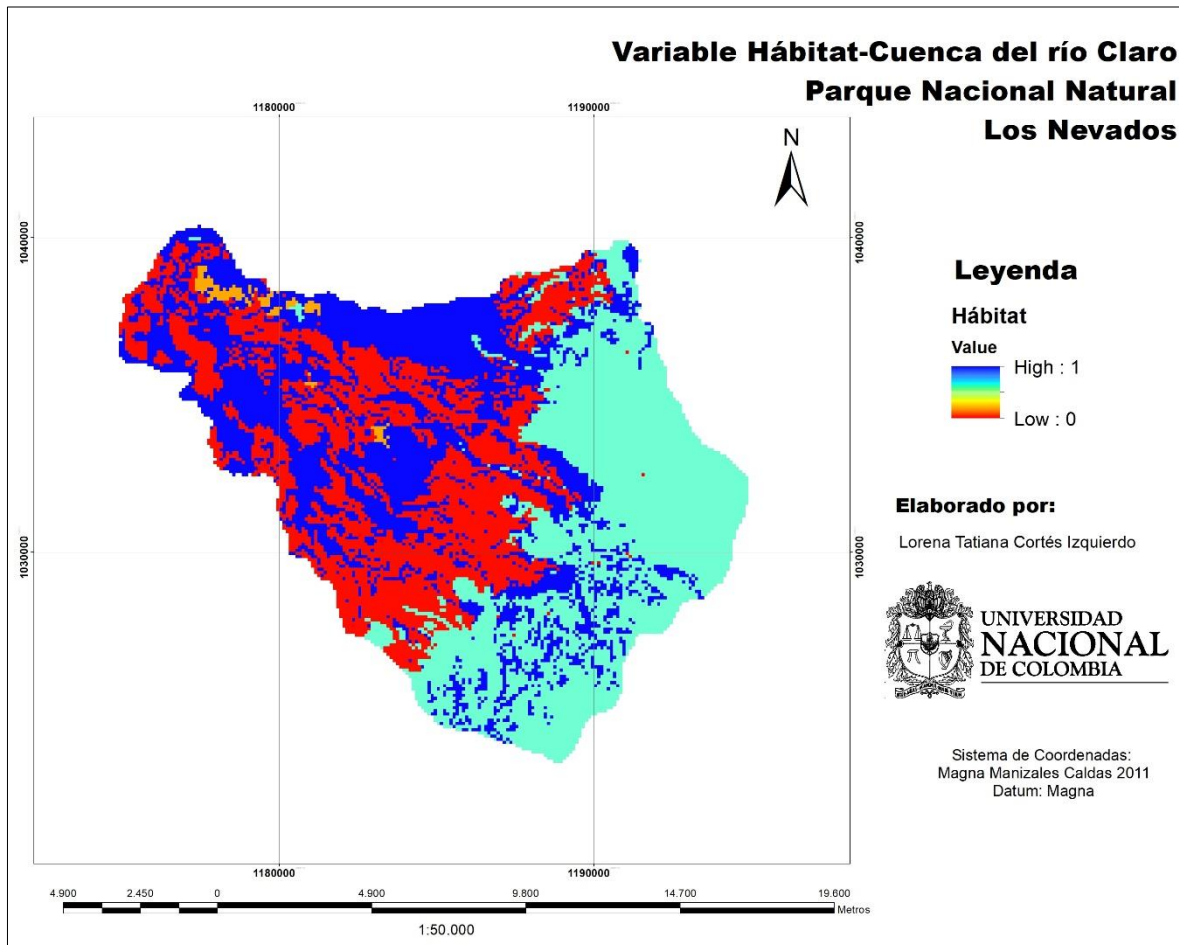 Variable Hábitat-Cuenca del río Claro
Parque Nacional Natural
Los Nevados
1180000
1190000
N
1040000
1040000
Leyenda
Hábitat
Value
High : 1
Low : 0
Elaborado por:
Lorena Tatiana Cortés Izquierdo
1030000
1030000
UNIVERSIDAD
NACIONAL
DE COLOMBIA
Sistema de Coordenadas:
Magna Manizales Caldas 2011
Datum: Magna
1180000
1190000
4.900 2.450 0 4.900 9.800 14.700 19.600
Metros
1:50.000